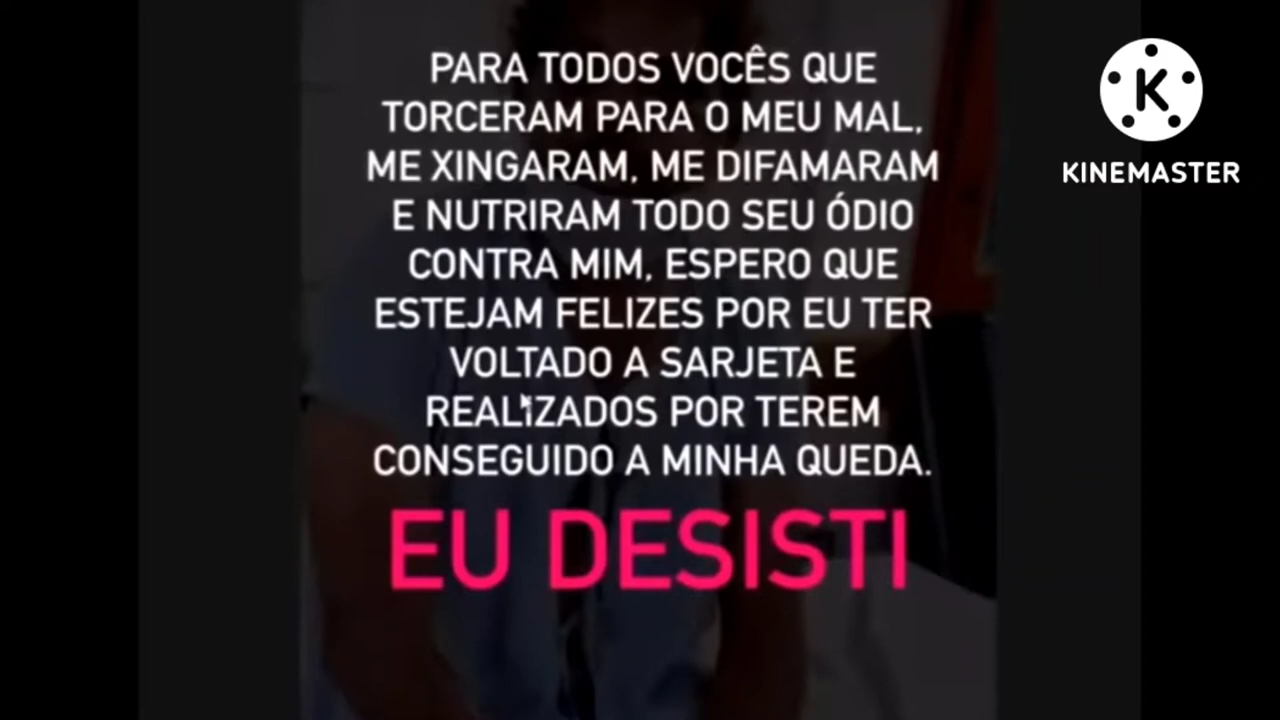 PARA TODOS VOCÊS QUE
TORCERAM PARA O MEU MAL,
ME XINGARAM, ME DIFAMARAM
E NUTRIRAM TODO SEU ÓDIO
CONTRA MIM, ESPERO QUE
ESTEJAM FELIZES POR EU TER
VOLTADO A SARJETA E
REALIZADOS POR TEREM
CONSEGUIDO A MINHA QUEDA.
EU DESISTI
K
KINEMASTER